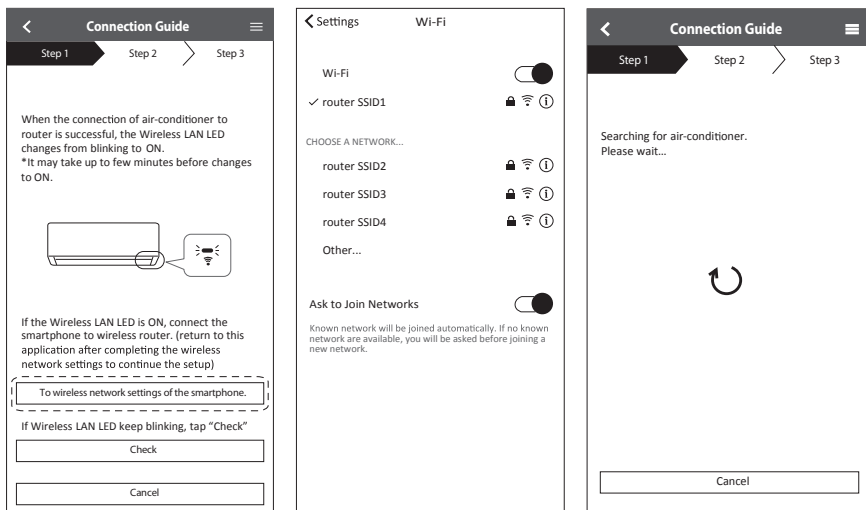 Connection Guide
Step 1
Step 2
Step 3
When the connection of air-conditioner to
router is successful, the Wireless LAN LED
changes from blinking to ON.
*It may take up to few minutes before changes
to ON.
If the Wireless LAN LED is ON, connect the
smartphone to wireless router. (return to this
application after completing the wireless
network settings to continue the setup)
To wireless network settings of the smartphone.
If Wireless LAN LED keep blinking, tap “Check”
Check
Cancel
Settings
Wi-Fi
Wi-Fi
router SSID1
CHOOSE A NETWORK...
router SSID2
router SSID3
router SSID4
Other...
Ask to Join Networks
Known network will be joined automatically. If no known
network are available, you will be asked before joining a
new network.
Connection Guide
Step 1
Step 2
Step 3
Searching for air-conditioner.
Please wait...
Cancel